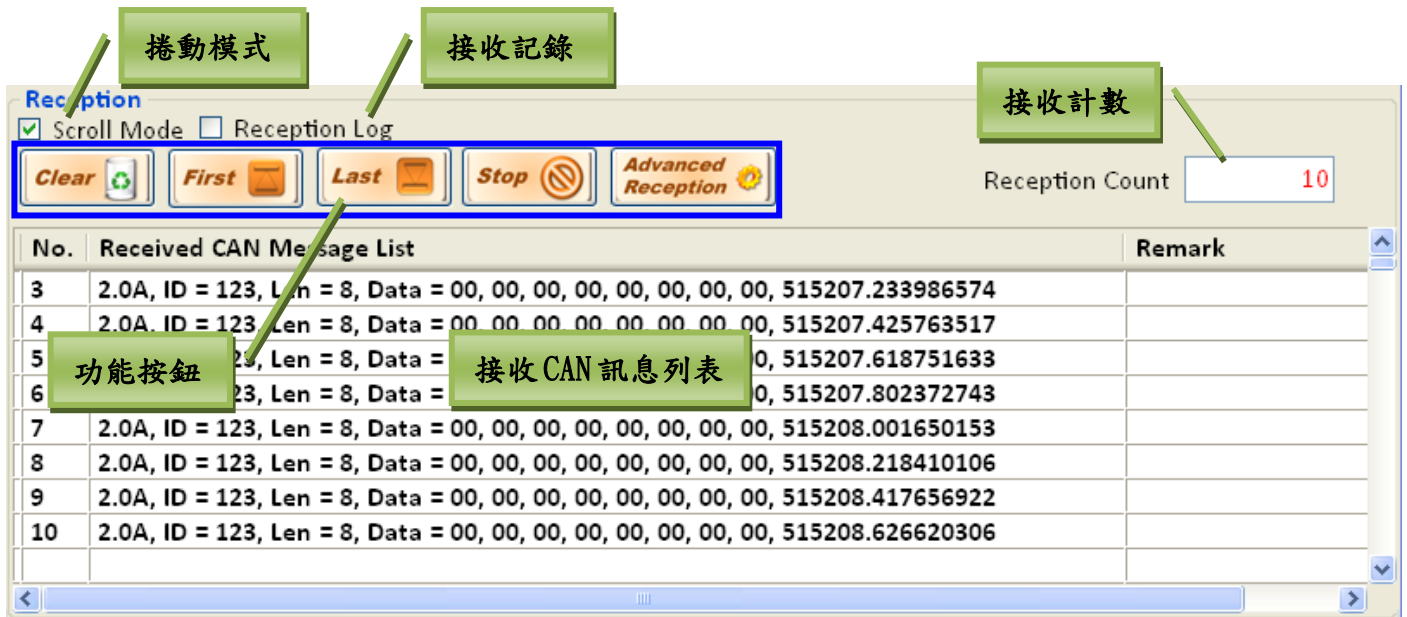 捲動模式
接收記錄
接收計數
Reception
Scroll Mode
Reception Log
Clear
First
Last
Stop
Advanced
Reception
Reception Count
10
No.
Received CAN Message List
Remark
3
2.0A, ID = 123, Len = 8, Data = 00, 00, 00, 00, 00, 00, 00, 00, 515207.233986574
4
2.0A, ID = 123, Len = 8, Data = 00, 00, 00, 00, 00, 00, 00, 00, 515207.425763517
5
23, Len = 8, Data =
00, 515207.618751633
6
23, Len = 8, Data =
0, 515207.802372743
功能按鈕
接收CAN訊息列表
7
2.0A, ID = 123, Len = 8, Data = 00, 00, 00, 00, 00, 00, 00, 00, 515208.001650153
8
2.0A, ID = 123, Len = 8, Data = 00, 00, 00, 00, 00, 00, 00, 00, 515208.218410106
9
2.0A, ID = 123, Len = 8, Data = 00, 00, 00, 00, 00, 00, 00, 00, 515208.417656922
10
2.0A, ID = 123, Len = 8, Data = 00, 00, 00, 00, 00, 00, 00, 00, 515208.626620306